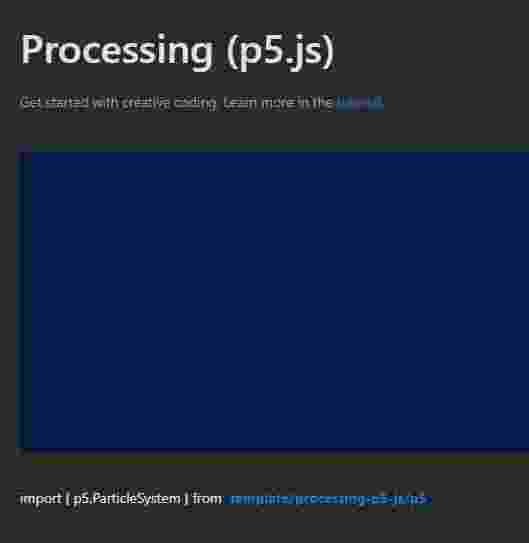 Processing (p5.js)
Get started with creative coding. Learn more in the tutorial.
import { p5.ParticleSystem } from template/processing-p5-js/p5